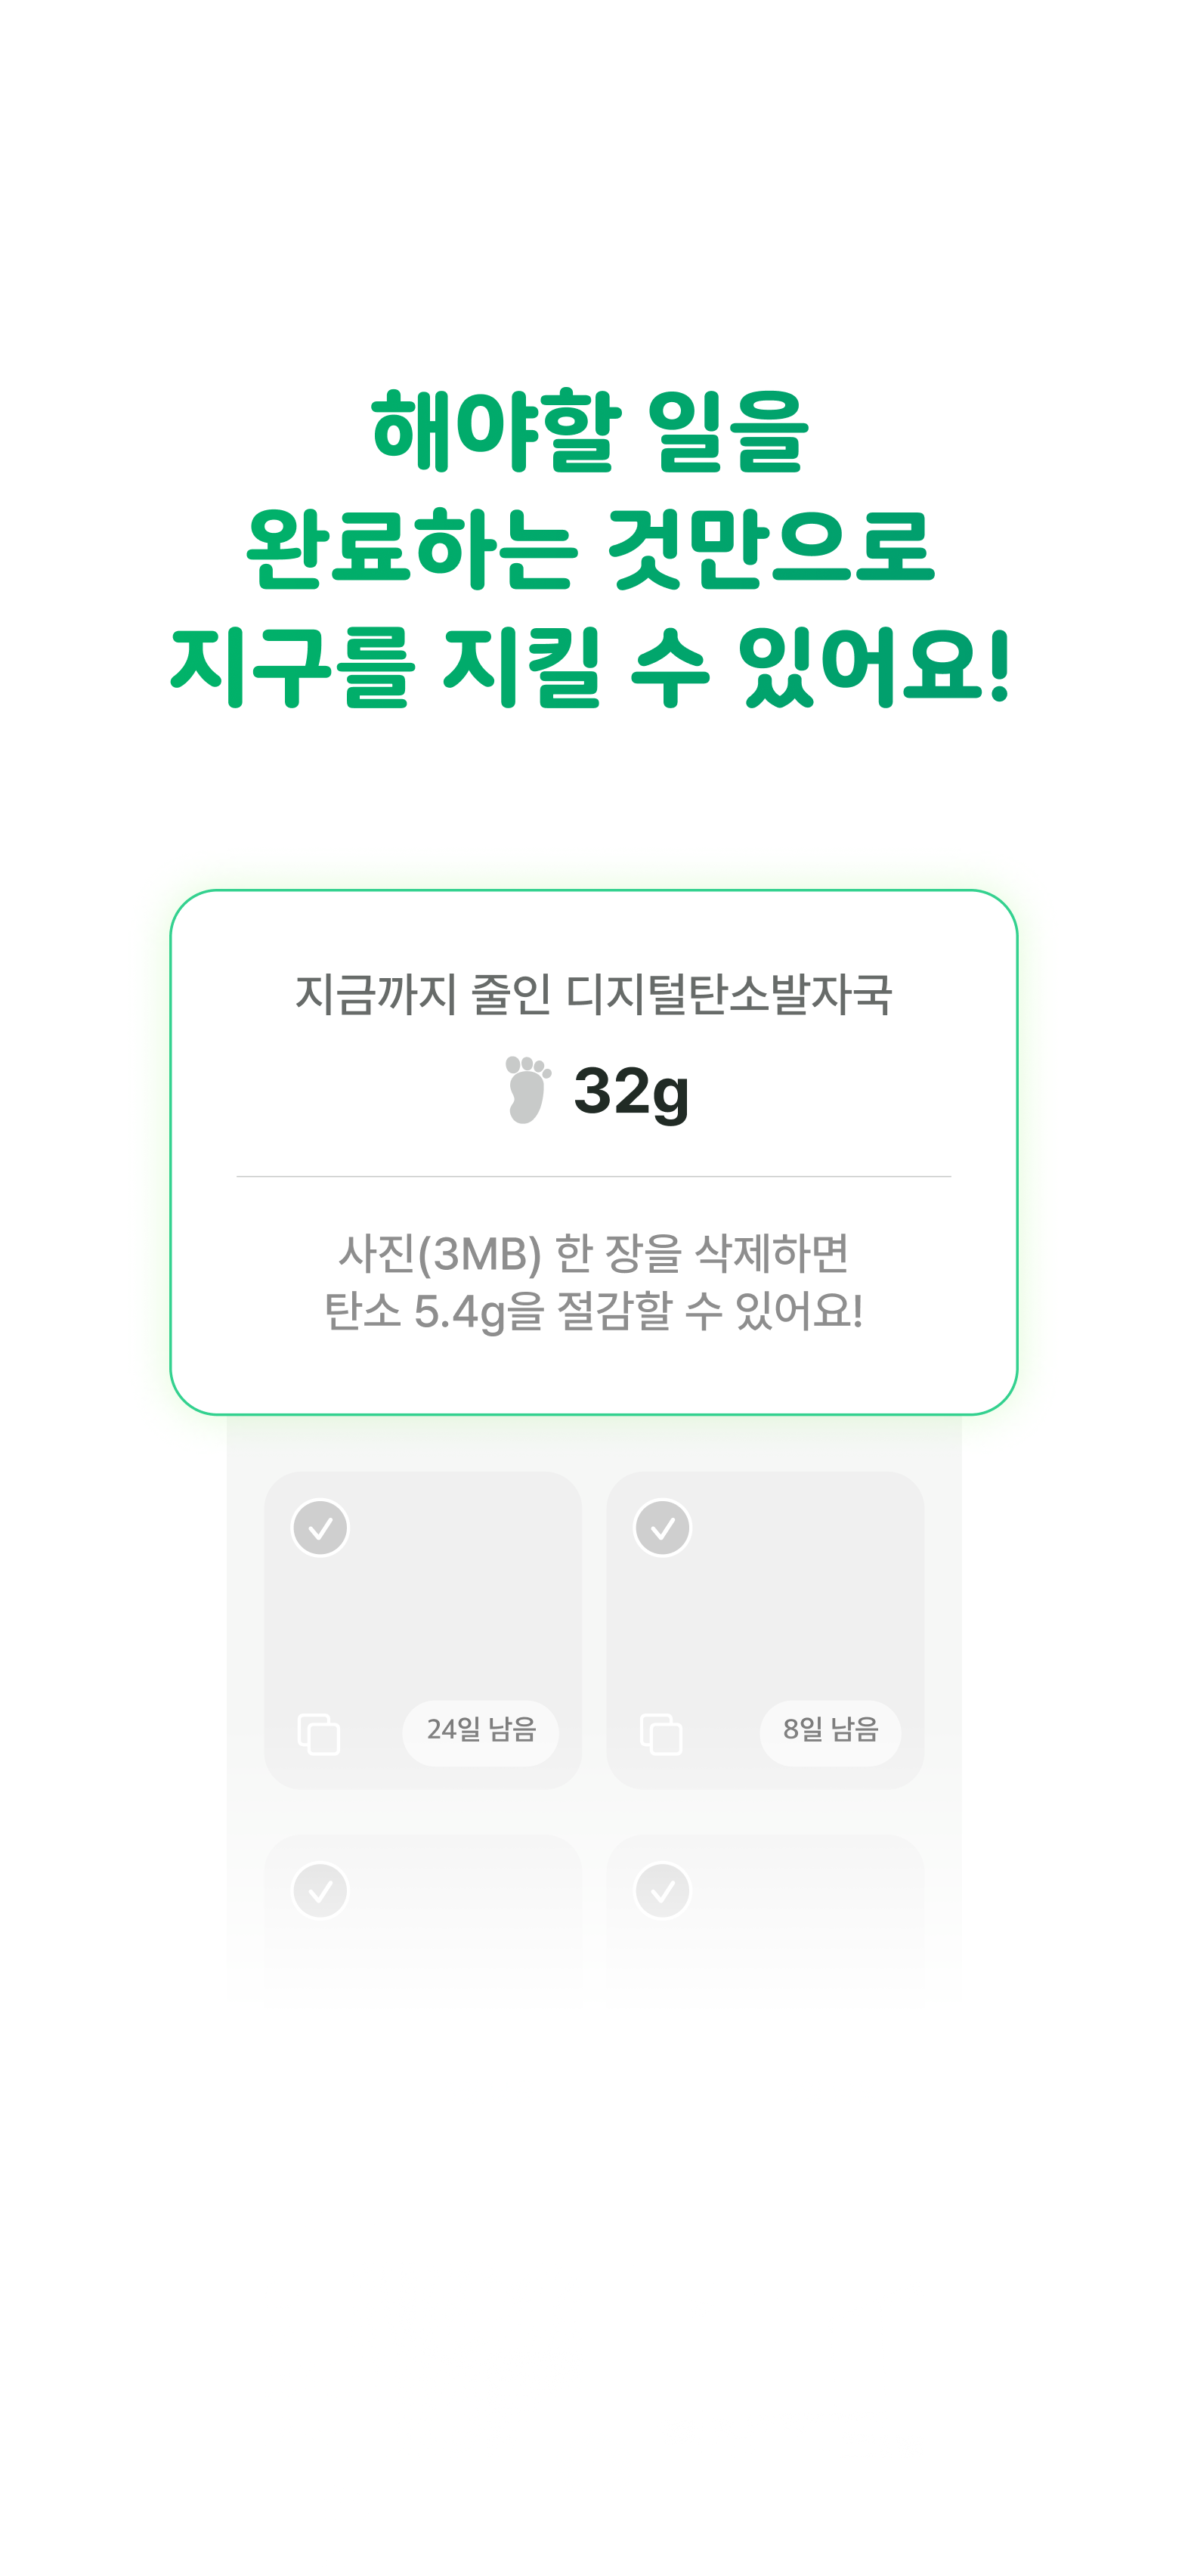 해야할 일을
완료하는 것만으로
지구를 지킬 수 있어요!
지금까지 줄인 디지털탄소발자국
32g
사진(3MB) 한 장을 삭제하면
탄소 5.4g을 절감할 수 있어요!
24일 남음
8일 남음